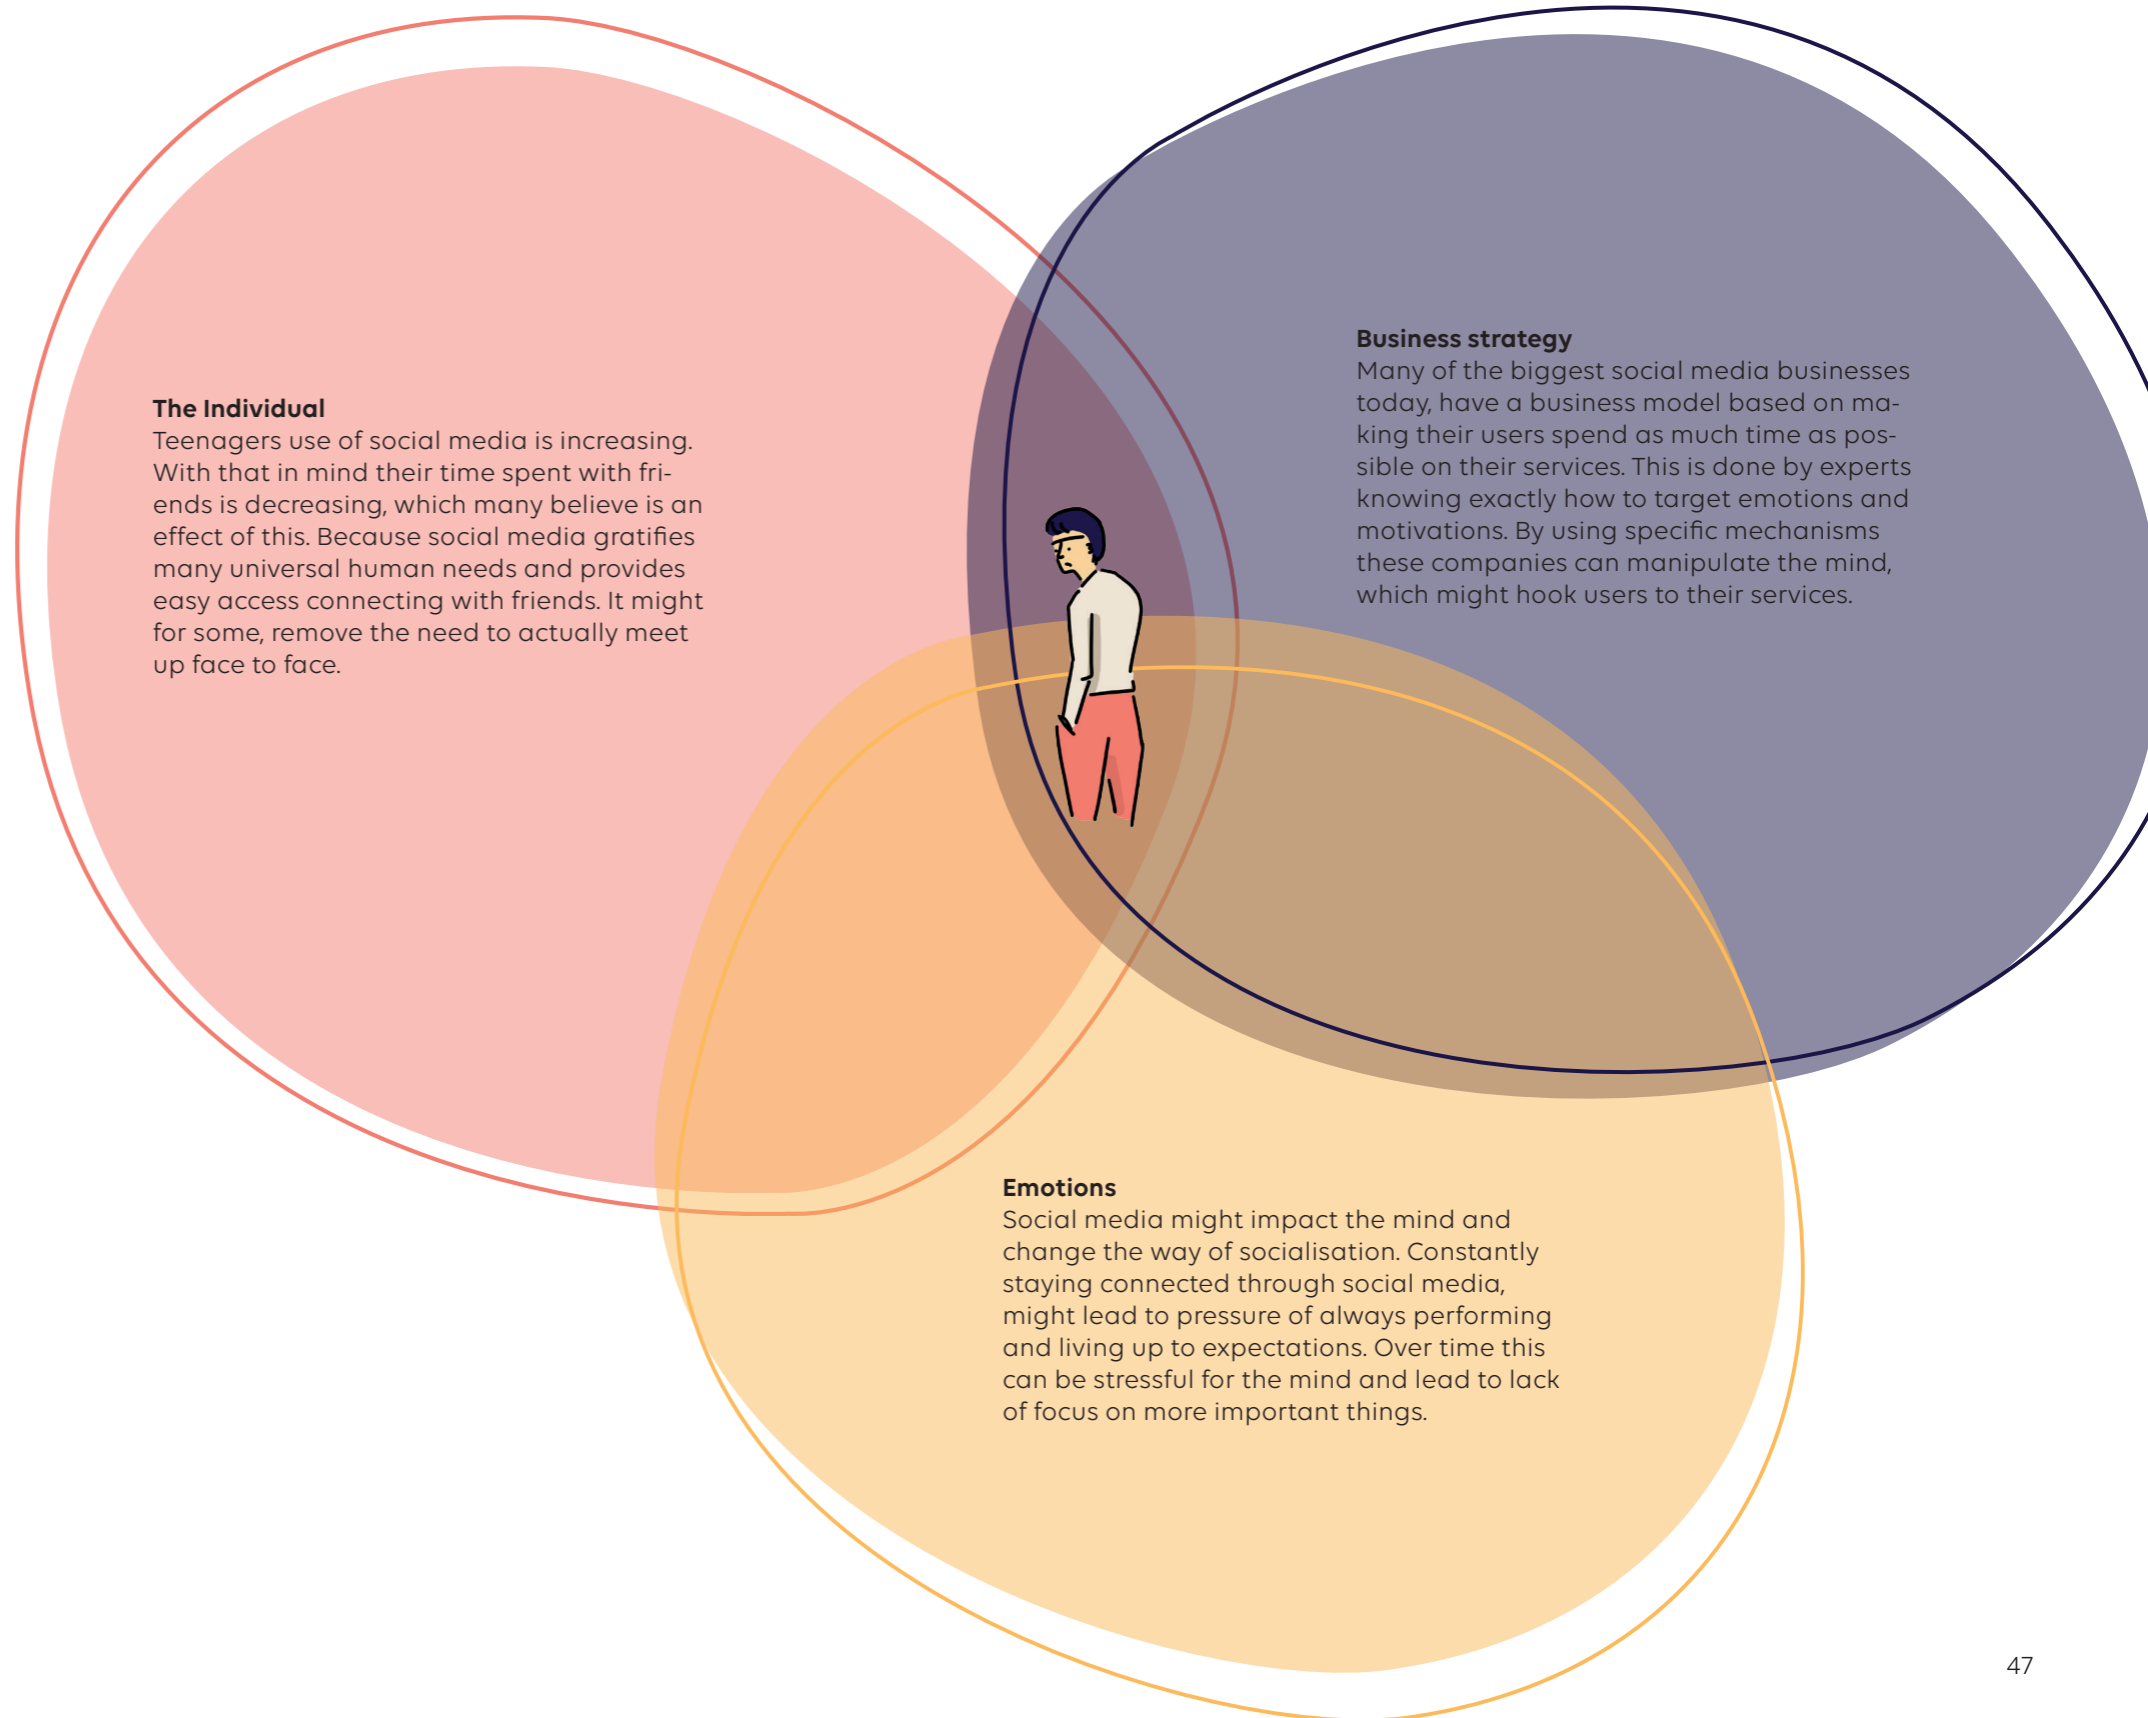 The Individual
Teenagers use of social media is increasing.
With that in mind their time spent with fri-
ends is decreasing, which many believe is an
effect of this. Because social media gratifies
many universal human needs and provides
easy access connecting with friends. It might
for some, remove the need to actually meet
up face to face.
Business strategy
Many of the biggest social media businesses
today, have a business model based on ma-
king their users spend as much time as pos-
sible on their services. This is done by experts
knowing exactly how to target emotions and
motivations. By using specific mechanisms
these companies can manipulate the mind,
which might hook users to their services.
Emotions
Social media might impact the mind and
change the way of socialisation. Constantly
staying connected through social media,
might lead to pressure of always performing
and living up to expectations. Over time this
can be stressful for the mind and lead to lack
of focus on more important things.
47